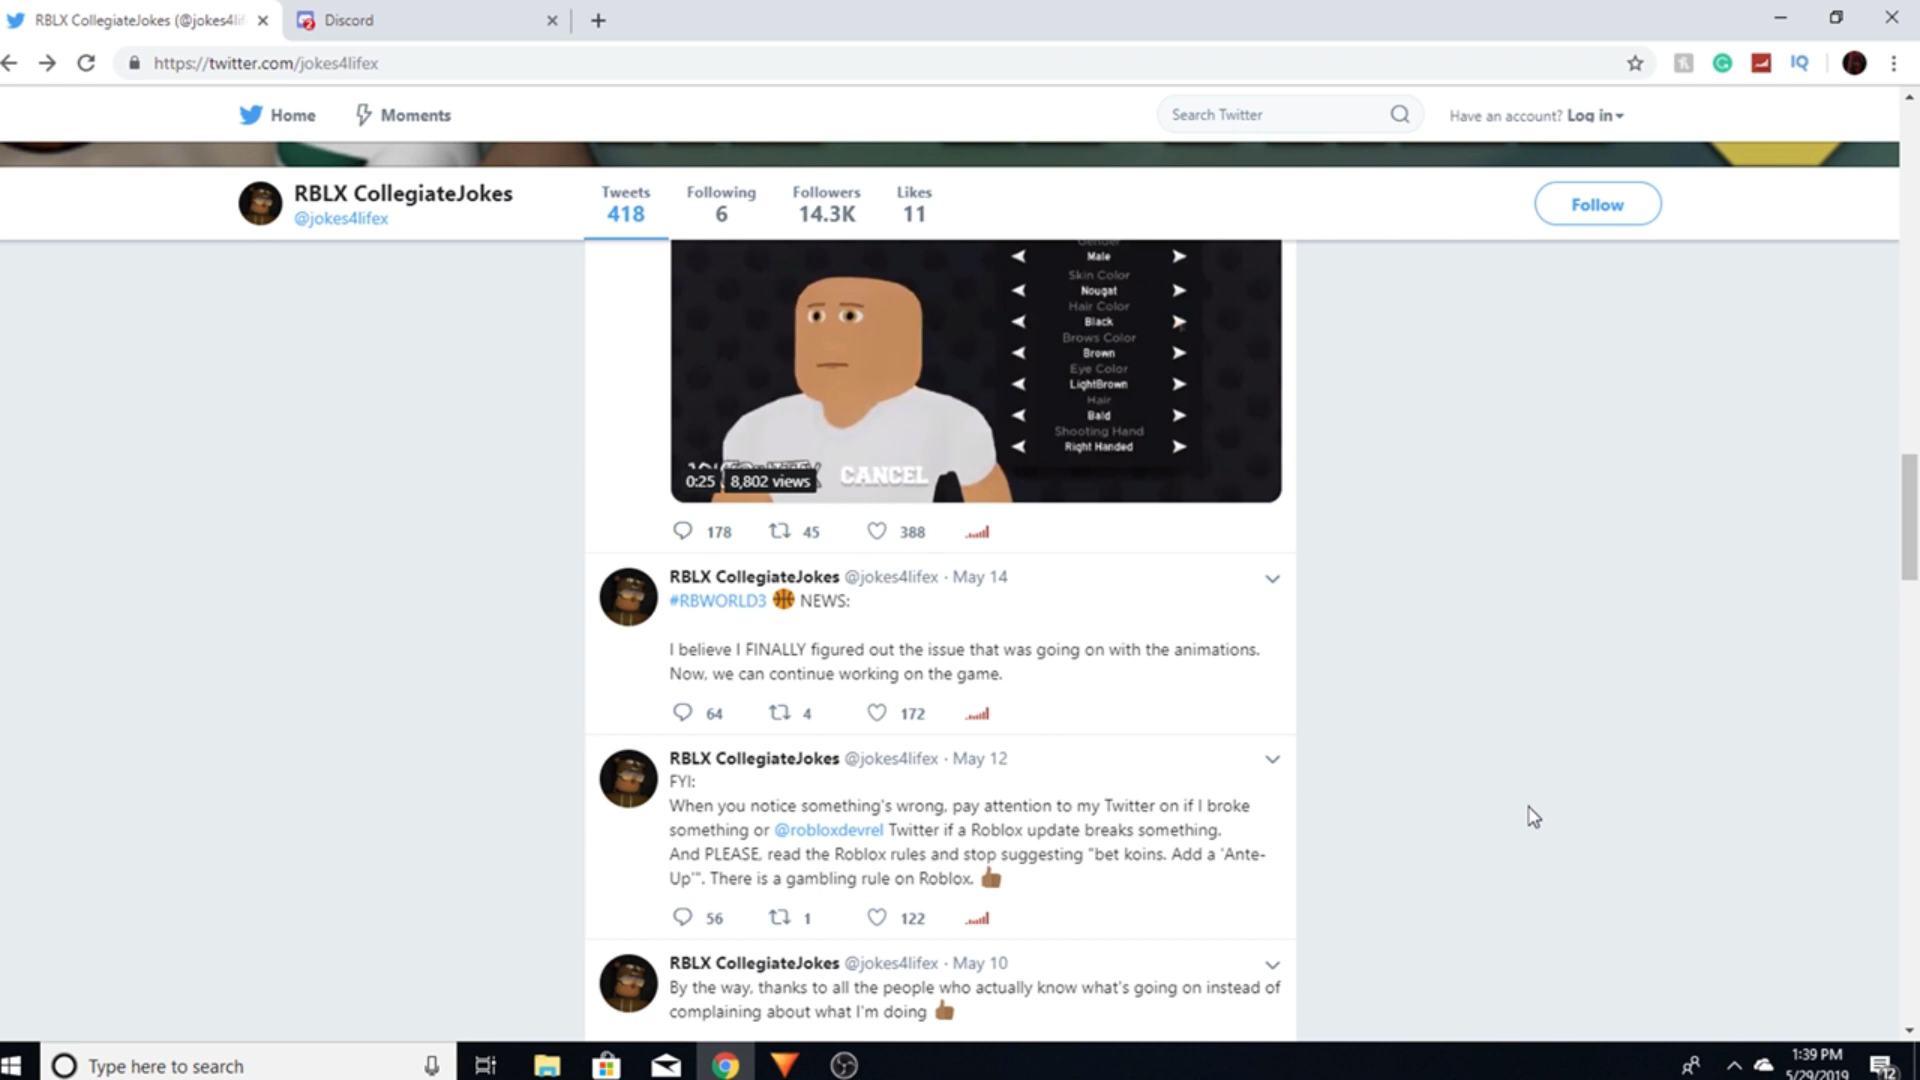 RBLX CollegiateJokes (@jokes4lif
Discord
https://twitter.com/jokes4lifex
IQ
Home
Moments
Search Twitter
Have an account? Log in
RBLX CollegiateJokes
@jokes4lifex
Tweets
418
Following
6
Followers
14.3K
Likes
11
Follow
Gender
Male
Skin Color
Nougat
Hair Color
Black
Brows Color
Brown
Eye Color
LightBrown
Hair
Bald
Shooting Hand
Right Handed
CANCEL
0:25
8,802 views
178
45
388
RBLX CollegiateJokes @jokes4lifex · May 14
#RBWORLD3 🏀 NEWS:
I believe I FINALLY figured out the issue that was going on with the animations.
Now, we can continue working on the game.
64
4
172
RBLX CollegiateJokes @jokes4lifex · May 12
FYI:
When you notice something's wrong, pay attention to my Twitter on if I broke
something or @robloxdevrel Twitter if a Roblox update breaks something.
And PLEASE, read the Roblox rules and stop suggesting "bet koins. Add a 'Ante-
Up'". There is a gambling rule on Roblox. 👍🏾
56
1
122
RBLX CollegiateJokes @jokes4lifex · May 10
By the way, thanks to all the people who actually know what's going on instead of
complaining about what I'm doing 👍🏾
Type here to search
1:39 PM
5/29/2019
12